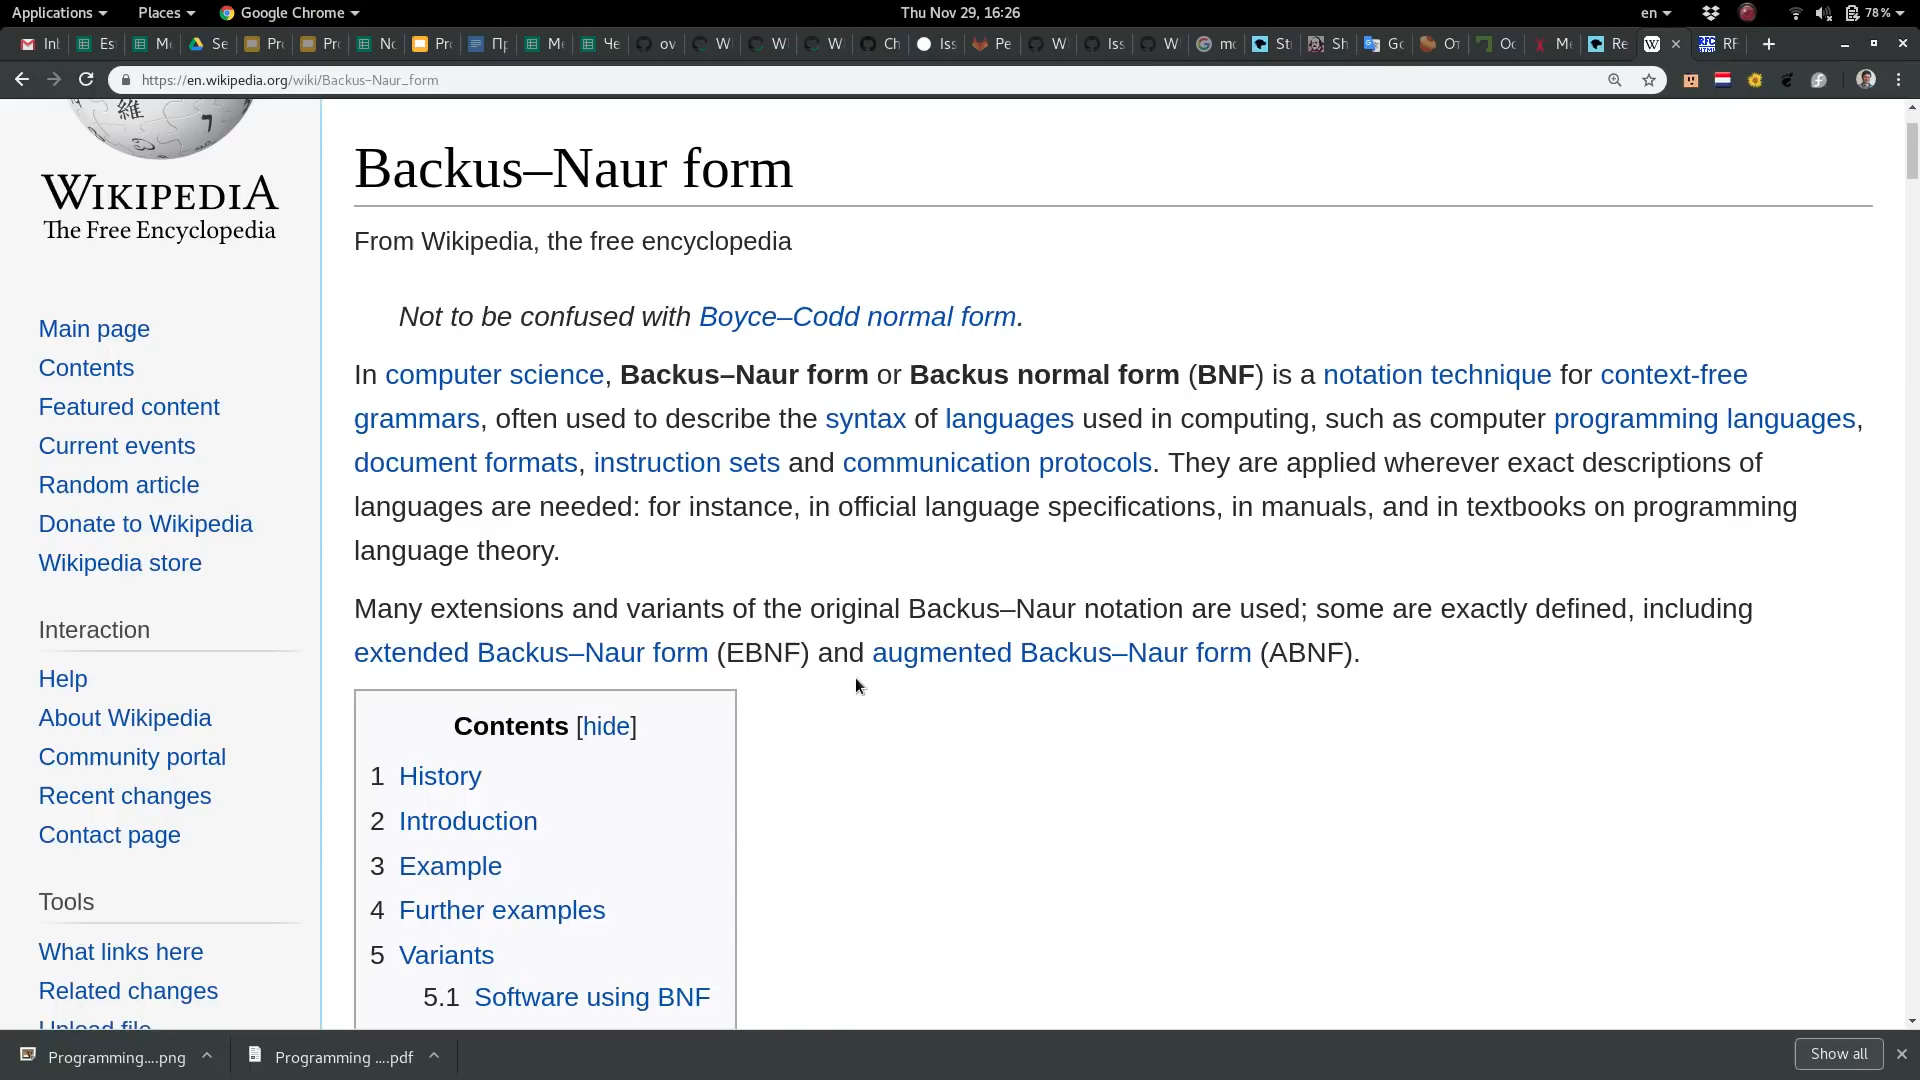 Applications Places Google Chrome Thu Nov 29, 16:26 en 78%
https://en.wikipedia.org/wiki/Backus–Naur_form
維
WIKIPEDIA
The Free Encyclopedia
Main page
Contents
Featured content
Current events
Random article
Donate to Wikipedia
Wikipedia store
Interaction
Help
About Wikipedia
Community portal
Recent changes
Contact page
Tools
What links here
Related changes
Upload file
Backus–Naur form
From Wikipedia, the free encyclopedia
Not to be confused with Boyce–Codd normal form.
In computer science, Backus–Naur form or Backus normal form (BNF) is a notation technique for context-free
grammars, often used to describe the syntax of languages used in computing, such as computer programming languages,
document formats, instruction sets and communication protocols. They are applied wherever exact descriptions of
languages are needed: for instance, in official language specifications, in manuals, and in textbooks on programming
language theory.
Many extensions and variants of the original Backus–Naur notation are used; some are exactly defined, including
extended Backus–Naur form (EBNF) and augmented Backus–Naur form (ABNF).
Contents [hide]
1 History
2 Introduction
3 Example
4 Further examples
5 Variants
5.1 Software using BNF
Programming....png Programming ....pdf Show all